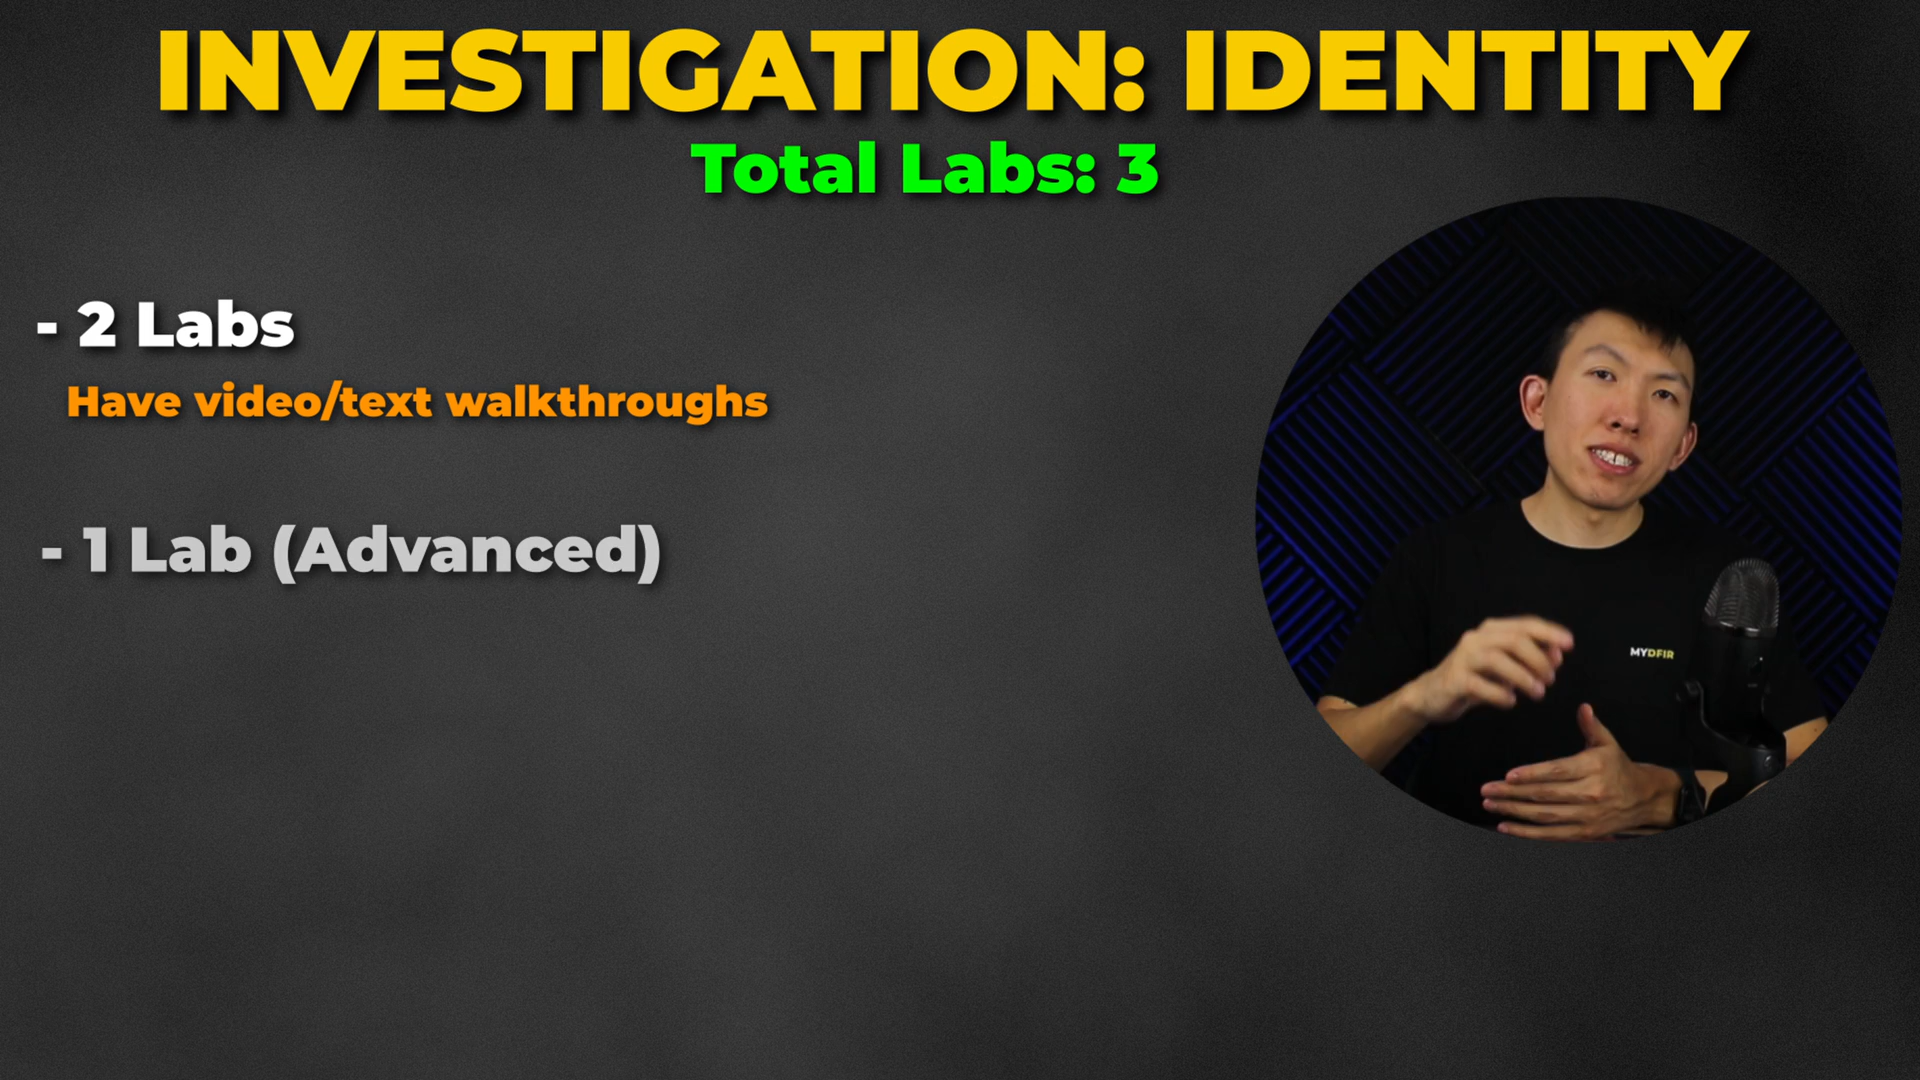 INVESTIGATION: IDENTITY
Total Labs: 3
- 2 Labs
Have video/text walkthroughs
- 1 Lab (Advanced)
MYDFIR